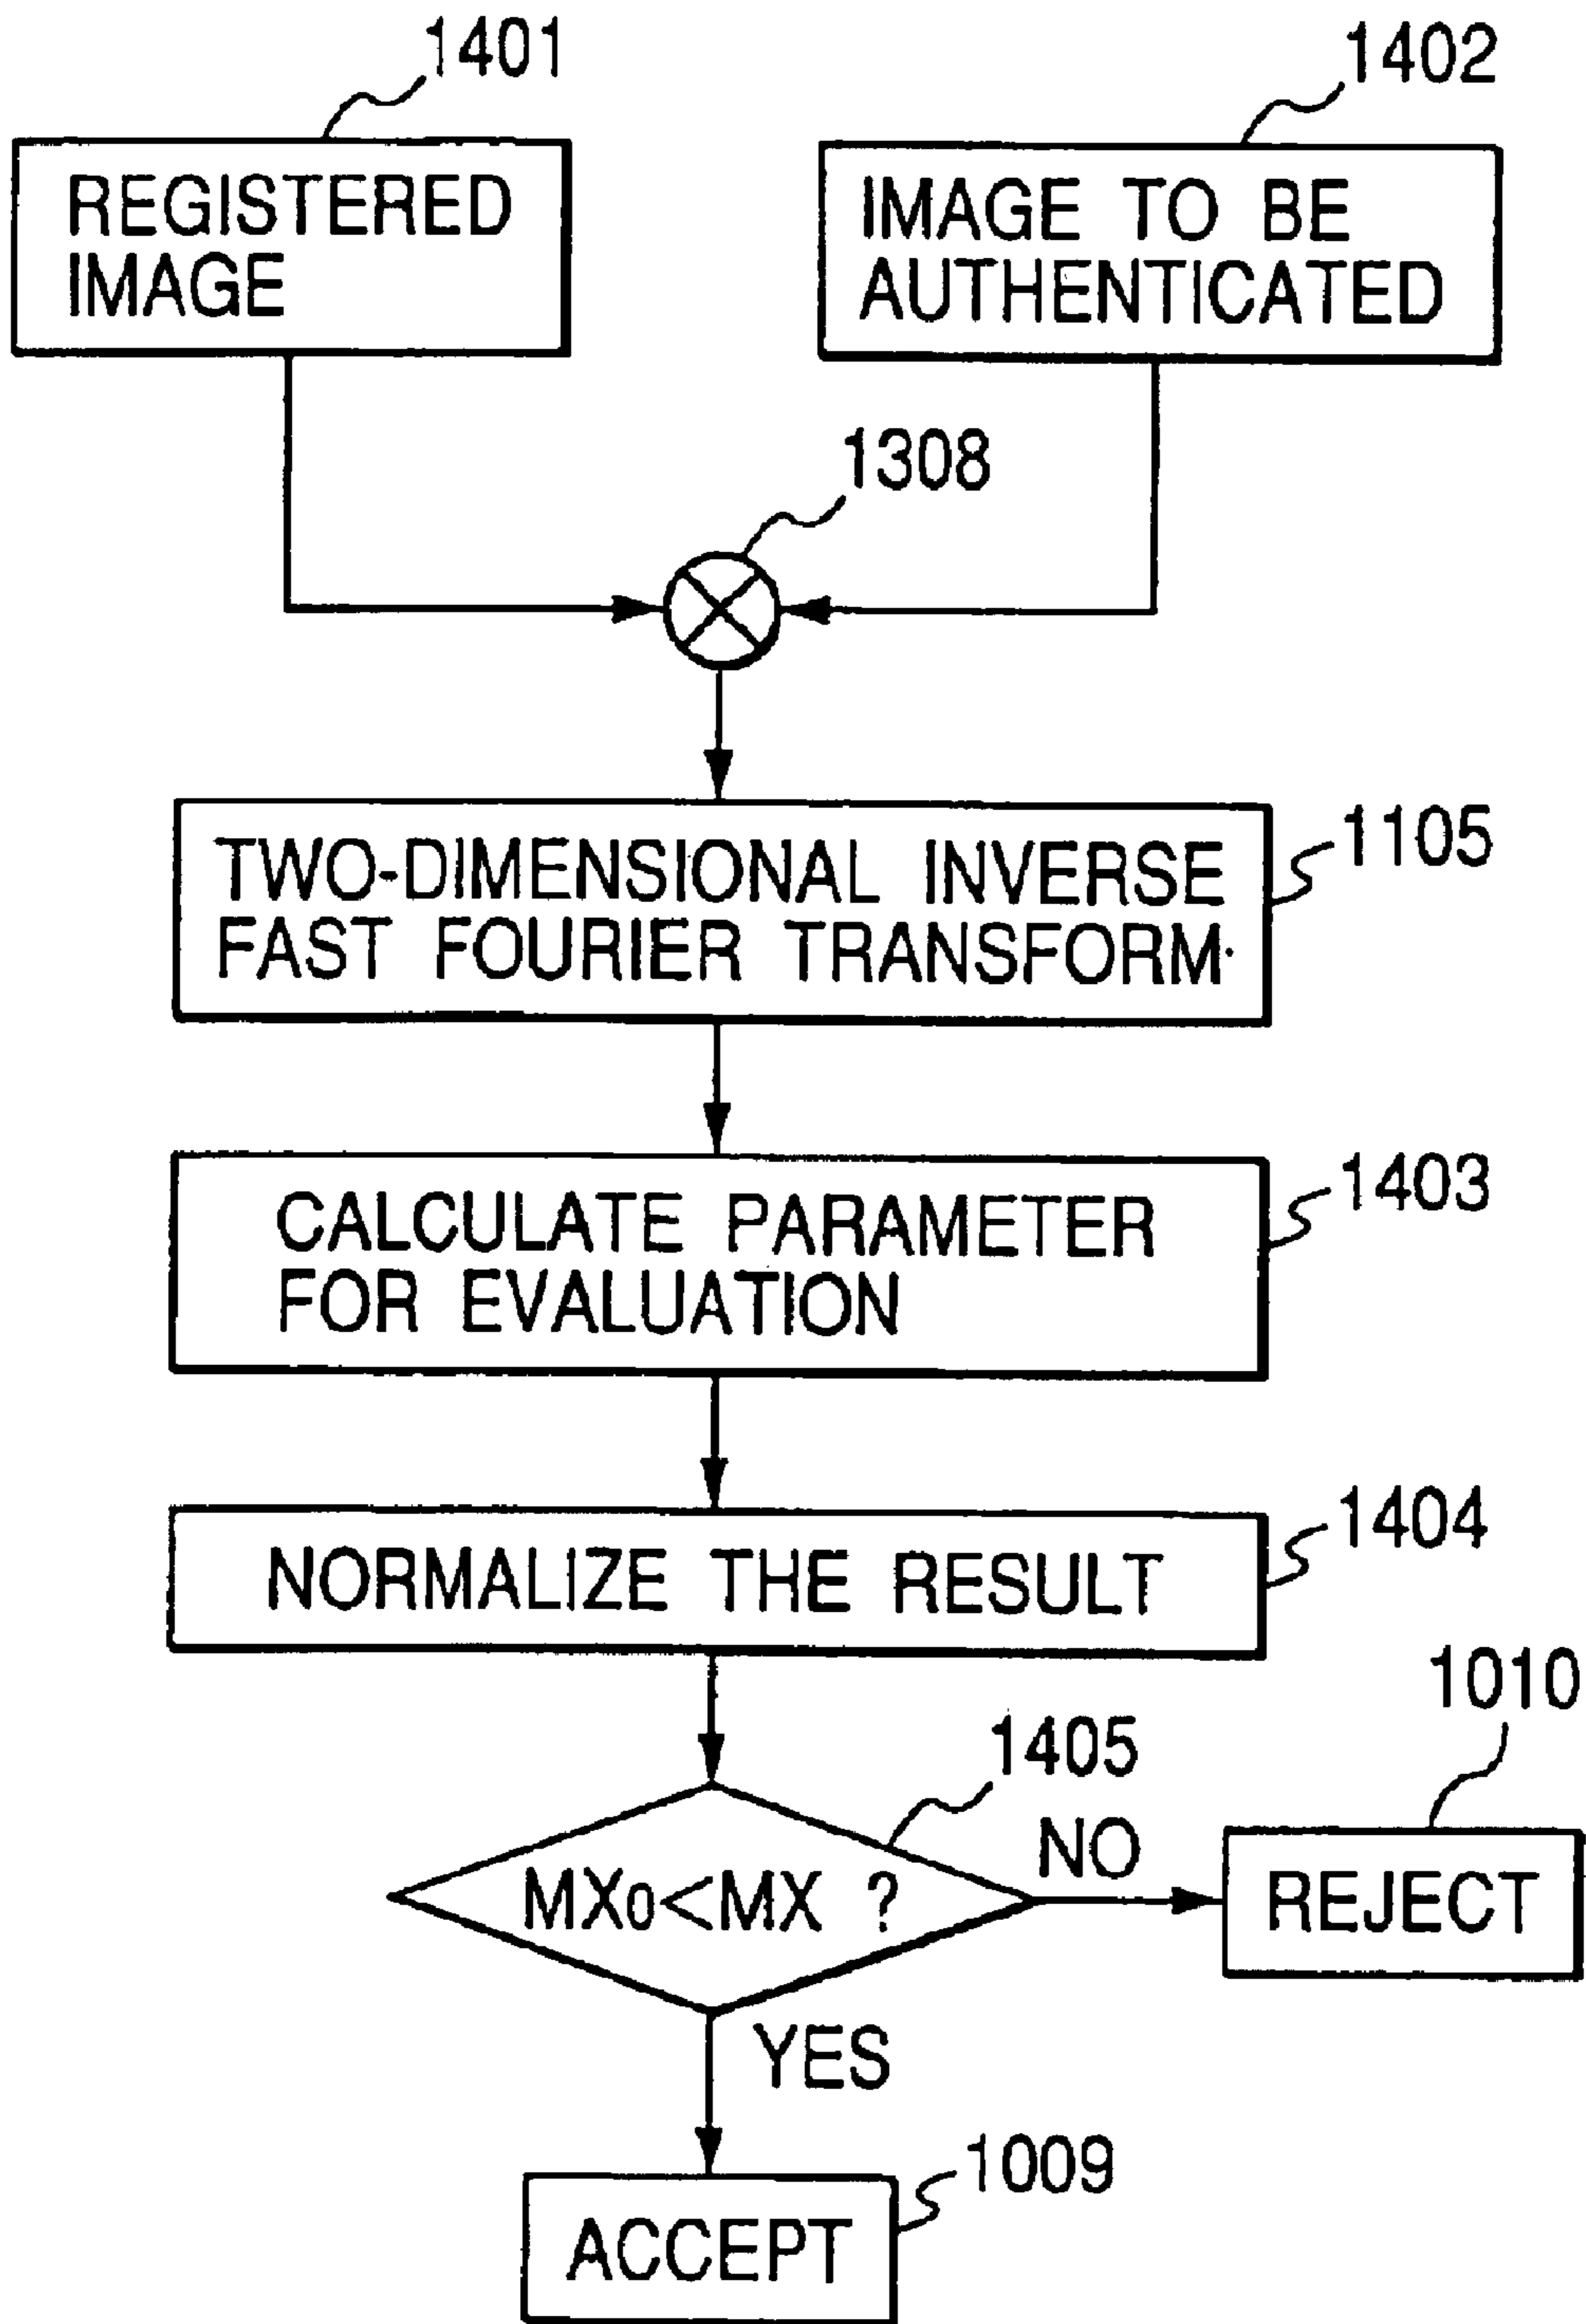 1401
1402
REGISTERED
IMAGE
IMAGE TO BE
AUTHENTICATED
1308
TWO-DIMENSIONAL INVERSE
FAST FOURIER TRANSFORM
1105
CALCULATE PARAMETER
FOR EVALUATION
1403
NORMALIZE THE RESULT
1404
1405
1010
MX₀<MX ?
NO
REJECT
YES
1009
ACCEPT